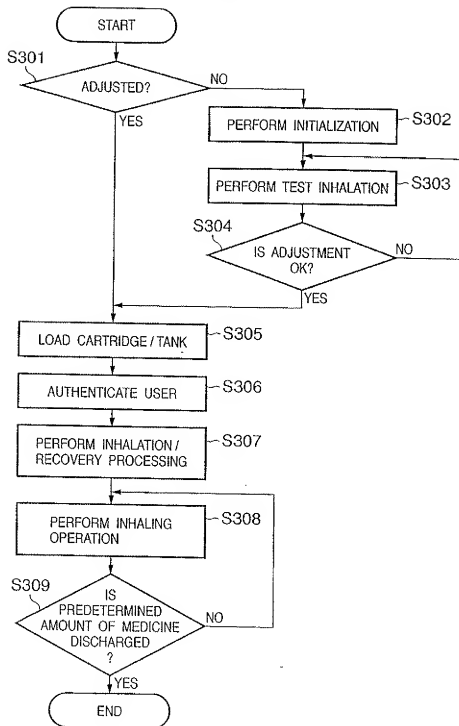 START
S301
ADJUSTED?
NO
YES
PERFORM INITIALIZATION
S302
PERFORM TEST INHALATION
S303
S304
IS ADJUSTMENT
OK?
NO
YES
LOAD CARTRIDGE/TANK
S305
AUTHENTICATE USER
S306
PERFORM INHALATION/
RECOVERY PROCESSING
S307
PERFORM INHALING
OPERATION
S308
S309
IS
PREDETERMINED
AMOUNT OF MEDICINE
DISCHARGED
?
NO
YES
END